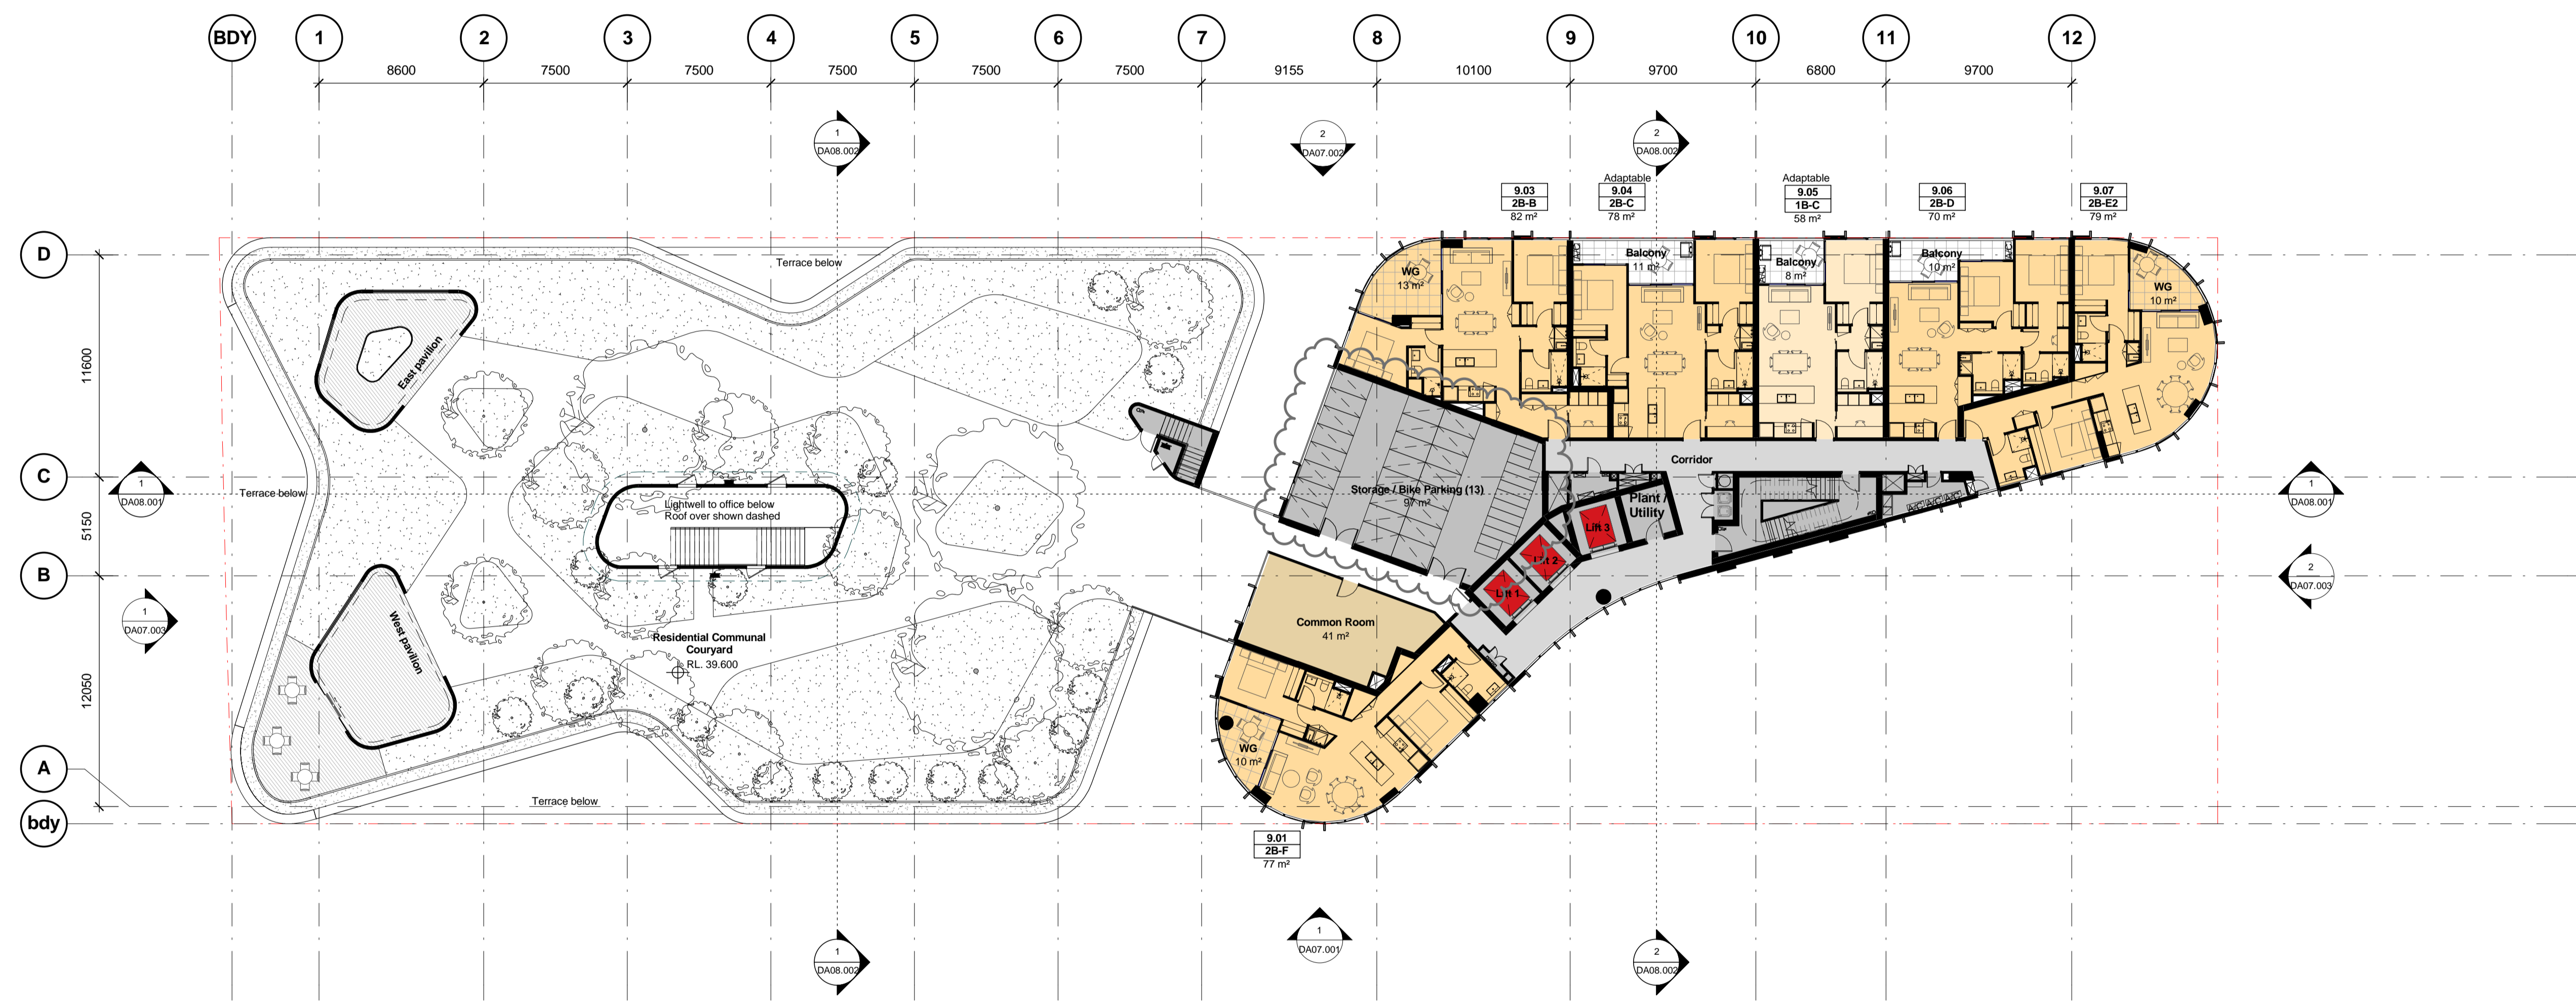 BDY 1 2 3 4 5 6 7 8 9 10 11 12
8600 7500 7500 7500 7500 7500 9155 10100 9700 6800 9700
1
DA08.002
2
DA07.002
2
DA08.002
9.03
2B-B
82 m²
Adaptable
9.04
2B-C
78 m²
Adaptable
9.05
1B-C
58 m²
9.06
2B-D
70 m²
9.07
2B-E2
79 m²
D
C
B
A
bdy
11600
5150
12050
Terrace below
WG
13 m²
Balcony
11 m²
Balcony
8 m²
Balcony
10 m²
WG
10 m²
East pavilion
Corridor
1
DA08.001
Terrace below
Lightwell to office below
Roof over shown dashed
Storage / Bike Parking (13)
97 m²
Plant /
Utility
Lift 3
Lift 2
Lift 1
1
DA08.001
2
DA07.003
1
DA07.003
West pavilion
Residential Communal
Couryard
RL. 39.600
Common Room
41 m²
WG
10 m²
Terrace below
9.01
2B-F
77 m²
1
DA08.002
1
DA07.001
2
DA08.002